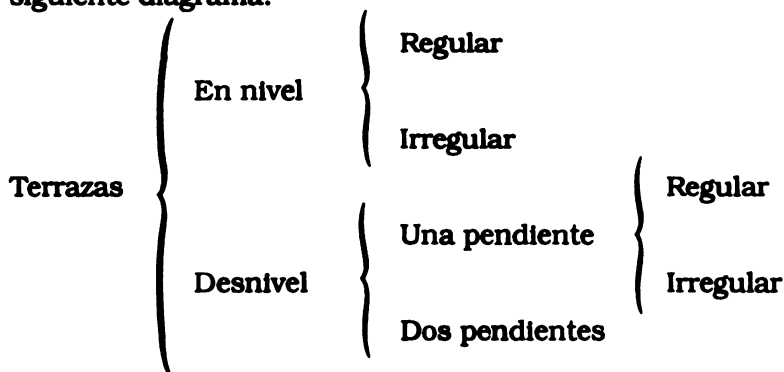 siguiente diagrama:
Regular
En nivel
Irregular
Terrazas
Regular
Una pendiente
Desnivel
Irregular
Dos pendientes